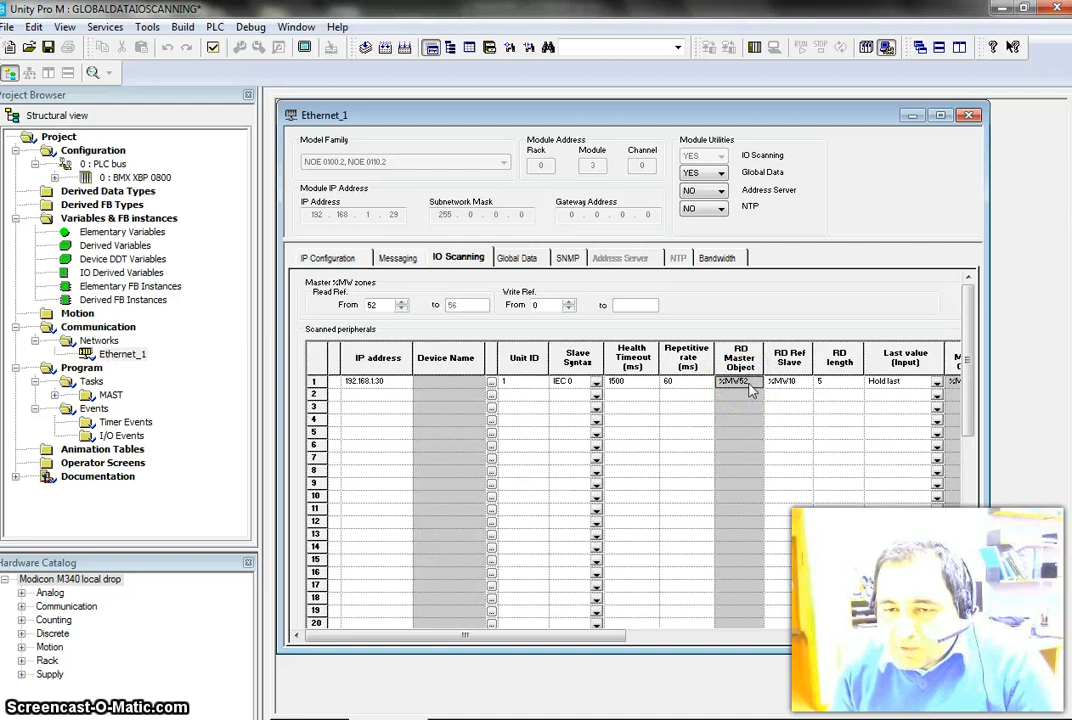 Unity Pro M : GLOBALDATAIOSCANNING*
File Edit View Services Tools Build PLC Debug Window Help
Project Browser
Structural view
Project
Configuration
0 : PLC bus
0 : BMX XBP 0800
Derived Data Types
Derived FB Types
Variables & FB instances
Elementary Variables
Derived Variables
Device DDT Variables
IO Derived Variables
Elementary FB Instances
Derived FB Instances
Motion
Communication
Networks
Ethernet_1
Program
Tasks
MAST
Events
Timer Events
I/O Events
Animation Tables
Operator Screens
Documentation
Hardware Catalog
Modicon M340 local drop
Analog
Communication
Counting
Discrete
Motion
Rack
Supply
Ethernet_1
Model Family
NOE 0100.2, NOE 0110.2
Module Address
Rack Module Channel
0 3 0
Module Utilities
YES IO Scanning
YES Global Data
NO Address Server
NO NTP
Module IP Address
IP Address Subnetwork Mask Gateway Address
192 . 168 . 1 . 29 255 . 0 . 0 . 0 0 . 0 . 0 . 0
IP Configuration Messaging IO Scanning Global Data SNMP Address Server NTP Bandwidth
Master %MW zones
Read Ref. Write Ref.
From 52 to 56 From 0 to
Scanned peripherals
IP address Device Name Unit ID Slave Syntax Health Timeout (ms) Repetitive rate (ms) RD Master Object RD Ref Slave RD length Last value (Input)
1 192.168.1.30 ... 1 IEC 0 1500 60 %MW52 %MW10 5 Hold last
2 ...
3 ...
4 ...
5 ...
6 ...
7 ...
8 ...
9 ...
10 ...
11 ...
12 ...
13 ...
14 ...
15 ...
16 ...
17 ...
18 ...
19 ...
20 ...
Screencast-O-Matic.com